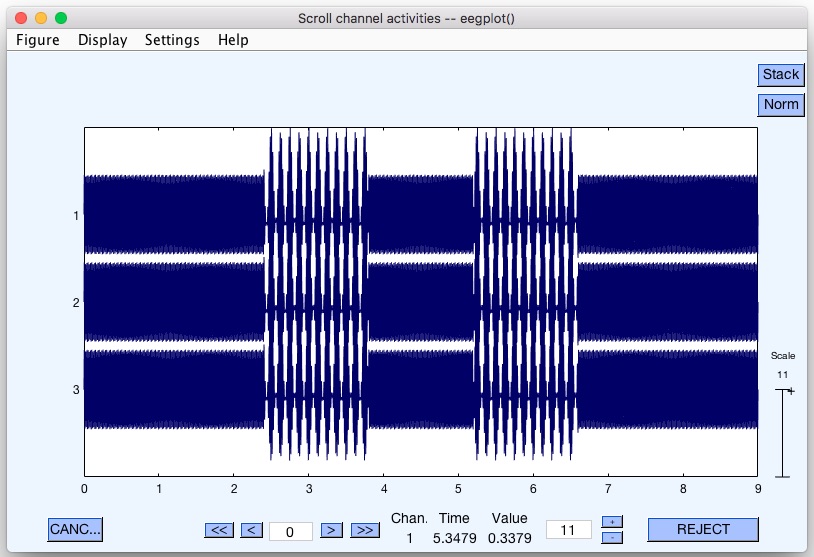 Scroll channel activities -- eegplot()
Figure Display Settings Help
Stack
Norm
1
2
3
Scale
11
+
0 1 2 3 4 5 6 7 8 9
CANC... << < 0 > >> Chan. Time Value 11 + - REJECT
1 5.3479 0.3379